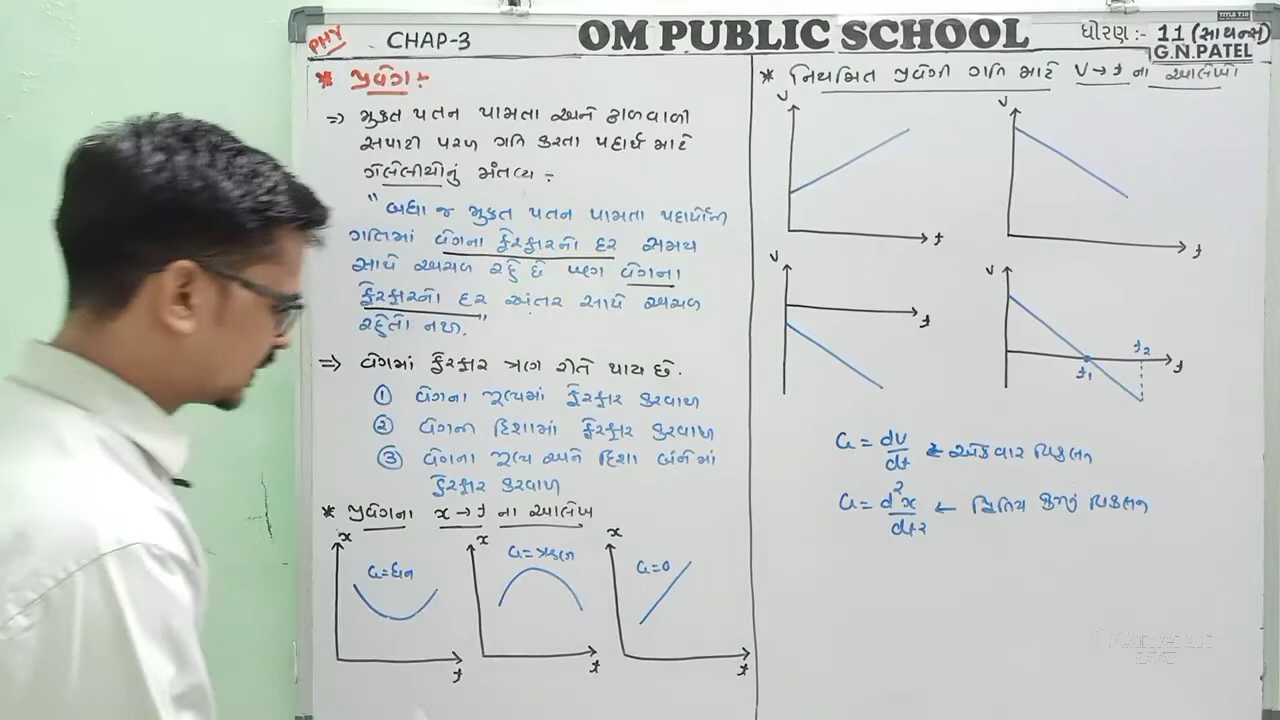 PHY
CHAP-3
OM PUBLIC SCHOOL
ધોરણ :- 11 (સાયન્સ)
G.N.PATEL
* પ્રવેગ :-
⇒ મુક્ત પતન પામતા અને ઢાળવાળી
સપાટી પરથી ગતિ કરતા પદાર્થ માટે
ગેલેલીયોનું મંતવ્ય :-
" બધા જ મુક્ત પતન પામતા પદાર્થોની
ગતિમાં વેગના ફેરફારનો દર સમય
સાથે અચળ રહે છે પણ વેગના
ફેરફારનો દર અંતર સાથે અચળ
રહેતો નથી. "
⇒ વેગમાં ફેરફાર ત્રણ રીતે થાય છે.
① વેગના મૂલ્યમાં ફેરફાર કરવાથી
② વેગની દિશામાં ફેરફાર કરવાથી
③ વેગના મૂલ્ય અને દિશા બંનેમાં
ફેરફાર કરવાથી
* પ્રવેગના x→t ના આલેખ
x
a=ધન
t
x
a=ઋણ
t
x
a=0
t
* નિયમિત પ્રવેગી ગતિ માટે v→t ના આલેખો
v
t
v
t
v
t
v
t₁
t₂
t
a = dv/dt ← એકવાર વિકલન
a = d²x/dt² ← દ્વિતિય કક્ષાનું વિકલન